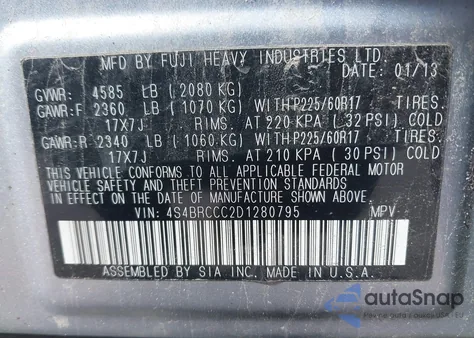 MFD. BY FUJI HEAVY INDUSTRIES LTD.
DATE: 01/13
GVWR: 4585 LB (2080 KG)
GAWR:F 2360 LB (1070 KG) WITH P225/60R17 TIRES.
17X7J RIMS. AT 220 KPA (32 PSI) COLD
GAWR:R 2340 LB (1060 KG) WITH P225/60R17 TIRES.
17X7J RIMS. AT 210 KPA (30 PSI) COLD
THIS VEHICLE CONFORMS TO ALL APPLICABLE FEDERAL MOTOR
VEHICLE SAFETY AND BUMPER STANDARDS IN EFFECT ON THE DATE
OF MANUFACTURE SHOWN ABOVE.
VIN: 4S4BRCCC2D1280795 MPV
ASSEMBLED BY SIA INC. MADE IN U.S.A.
autoSnap